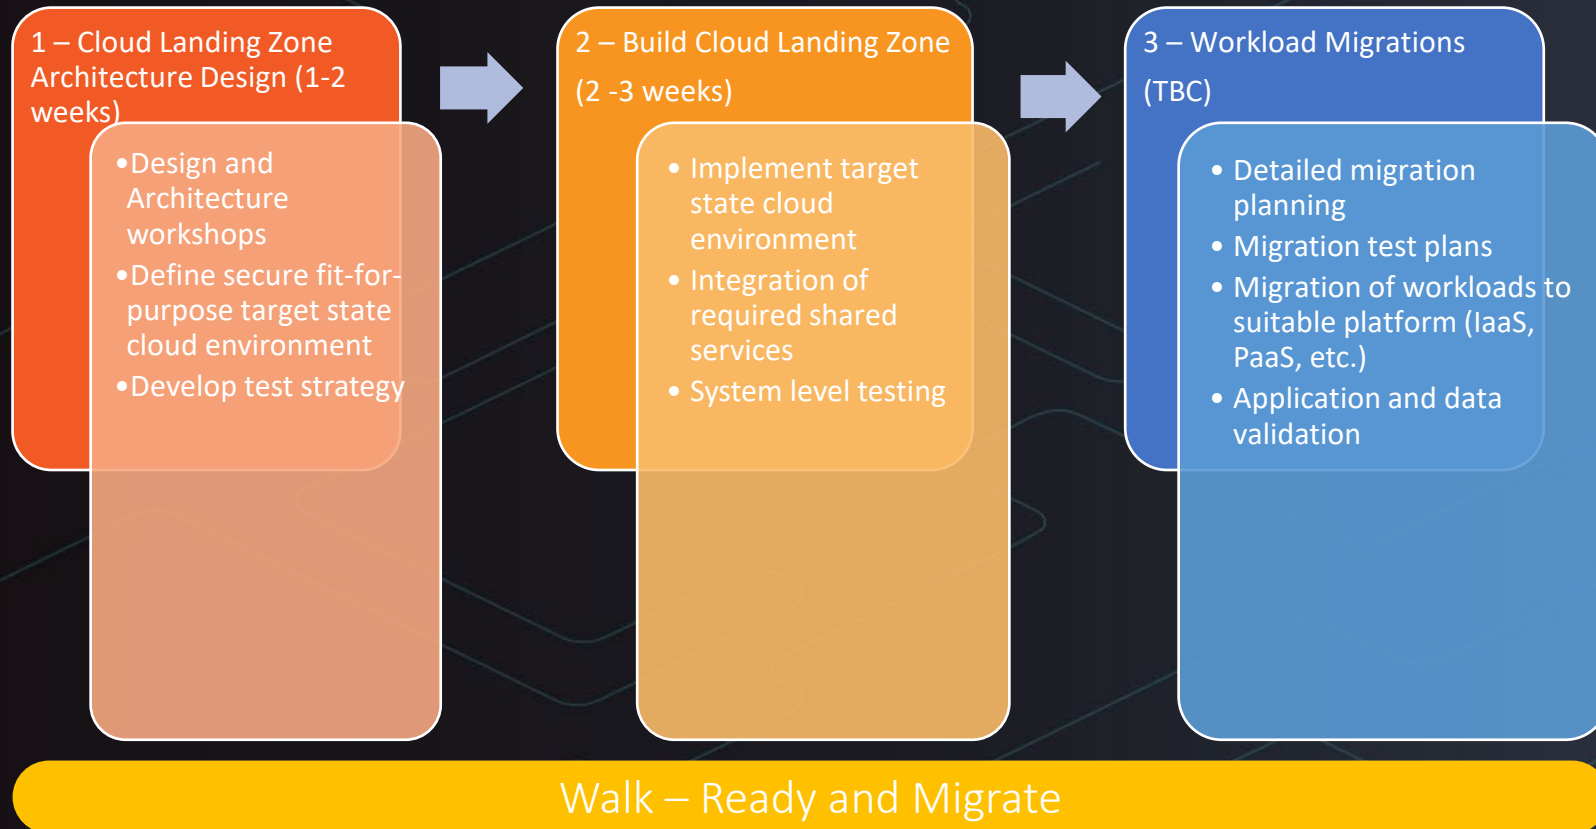 1 – Cloud Landing Zone
Architecture Design (1-2
weeks)
•Design and
Architecture
workshops
•Define secure fit-for-
purpose target state
cloud environment
•Develop test strategy
2 – Build Cloud Landing Zone
(2 -3 weeks)
• Implement target
state cloud
environment
• Integration of
required shared
services
• System level testing
3 – Workload Migrations
(TBC)
• Detailed migration
planning
• Migration test plans
• Migration of workloads to
suitable platform (IaaS,
PaaS, etc.)
• Application and data
validation
Walk – Ready and Migrate